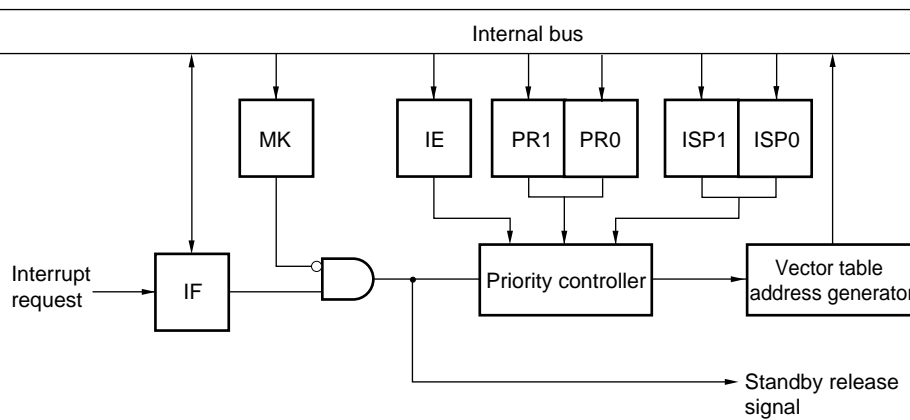 Internal bus
MK
IE
PR1
PR0
ISP1
ISP0
Interrupt
request
IF
Priority controller
Vector table
address generator
Standby release
signal